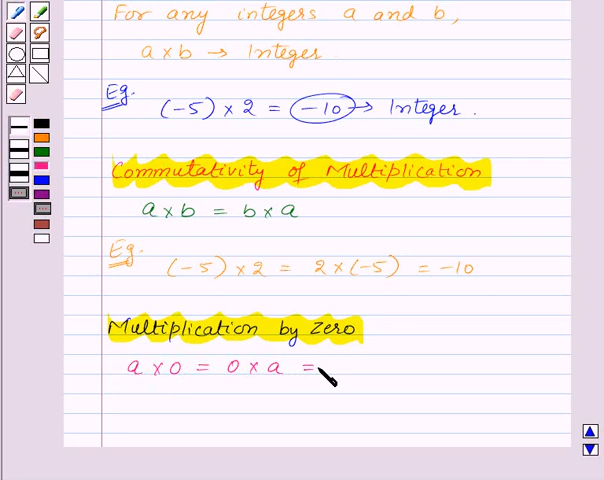 For any integers a and b,
a × b → Integer
Eg. (-5) × 2 = -10 → Integer.
Commutativity of Multiplication
a × b = b × a
Eg. (-5) × 2 = 2 × (-5) = -10
Multiplication by Zero
a × 0 = 0 × a =